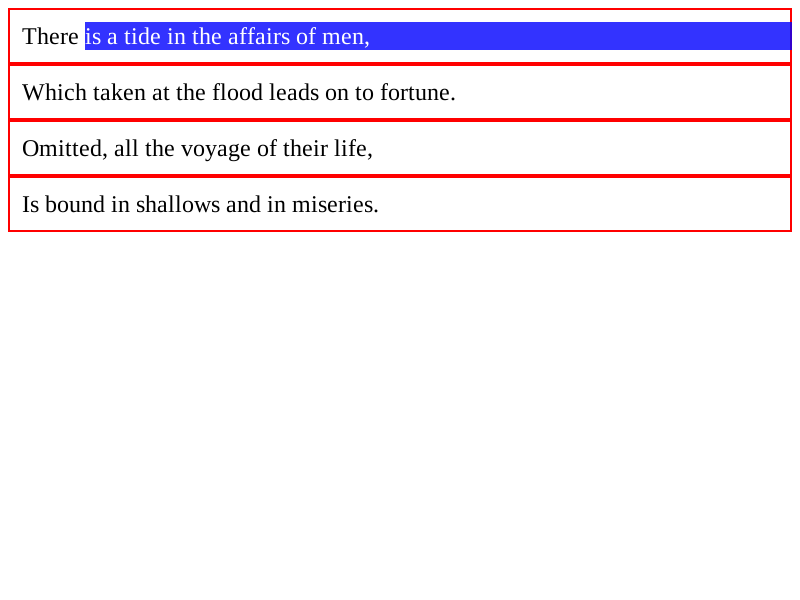 There is a tide in the affairs of men,
Which taken at the flood leads on to fortune.
Omitted, all the voyage of their life,
Is bound in shallows and in miseries.